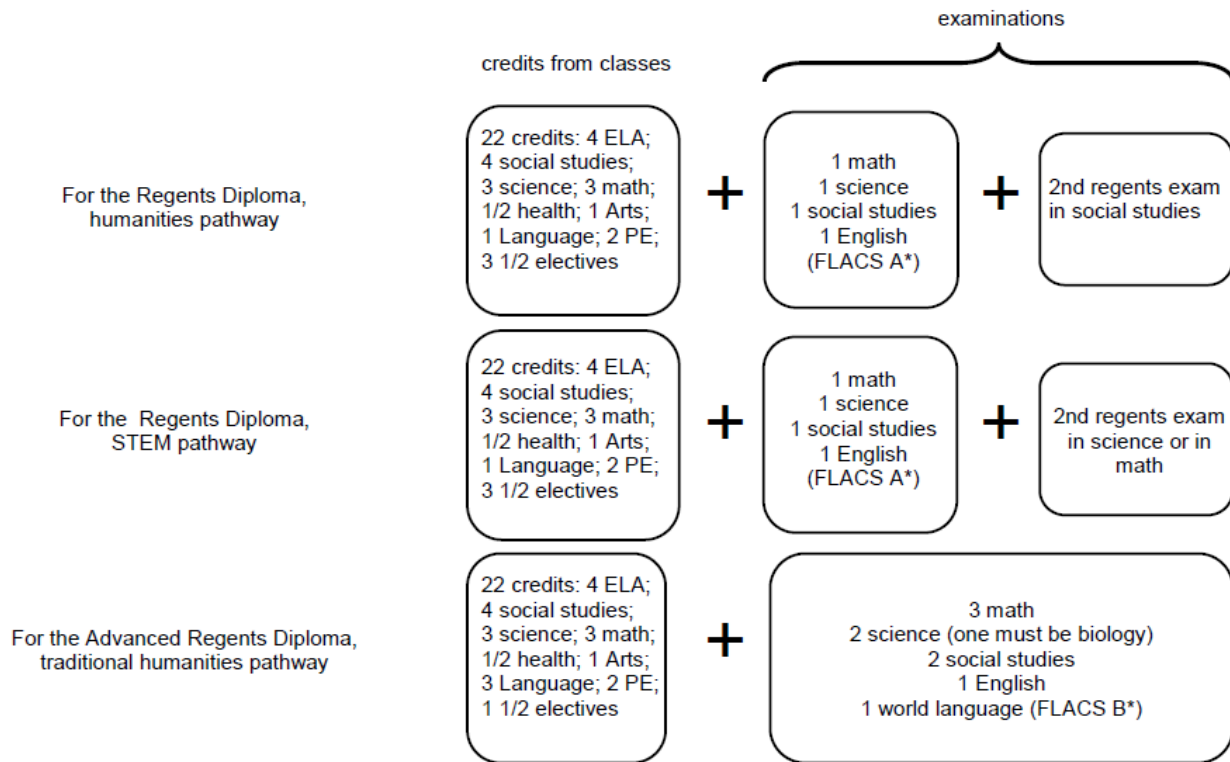 examinations
credits from classes
For the Regents Diploma,
humanities pathway
22 credits: 4 ELA;
4 social studies;
3 science; 3 math;
1/2 health; 1 Arts;
1 Language; 2 PE;
3 1/2 electives
+
1 math
1 science
1 social studies
1 English
(FLACS A*)
+
2nd regents exam
in social studies
For the  Regents Diploma,
STEM pathway
22 credits: 4 ELA;
4 social studies;
3 science; 3 math;
1/2 health; 1 Arts;
1 Language; 2 PE;
3 1/2 electives
+
1 math
1 science
1 social studies
1 English
(FLACS A*)
+
2nd regents exam
in science or in
math
For the Advanced Regents Diploma,
traditional humanities pathway
22 credits: 4 ELA;
4 social studies;
3 science; 3 math;
1/2 health; 1 Arts;
3 Language; 2 PE;
1 1/2 electives
+
3 math
2 science (one must be biology)
2 social studies
1 English
1 world language (FLACS B*)